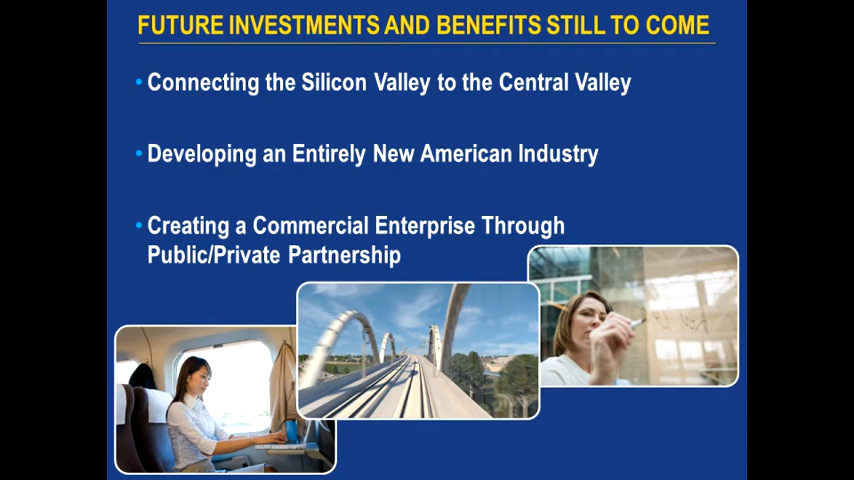 FUTURE INVESTMENTS AND BENEFITS STILL TO COME
• Connecting the Silicon Valley to the Central Valley
• Developing an Entirely New American Industry
• Creating a Commercial Enterprise Through
Public/Private Partnership